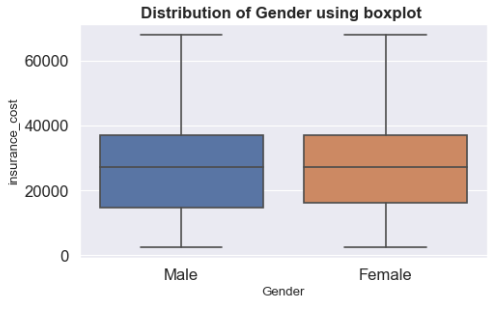 Distribution of Gender using boxplot
insurance_cost
60000
40000
20000
0
Male
Female
Gender